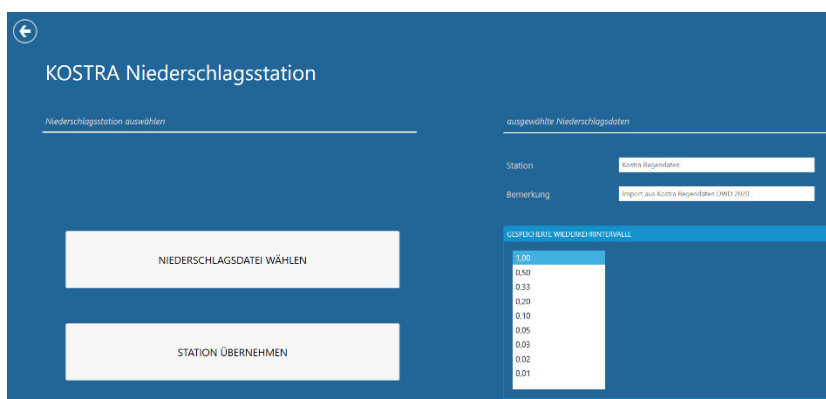 KOSTRA Niederschlagsstation
Niederschlagsstation auswählen
NIEDERSCHLAGSDATEI WÄHLEN
STATION ÜBERNEHMEN
ausgewählte Niederschlagsdaten
Station Kostra Regendaten
Bemerkung Import aus Kostra Regendaten DWD 2020
GESPEICHERTE WIEDERKEHRINTERVALLE
1,00
0,50
0,33
0,20
0,10
0,05
0,03
0,02
0,01